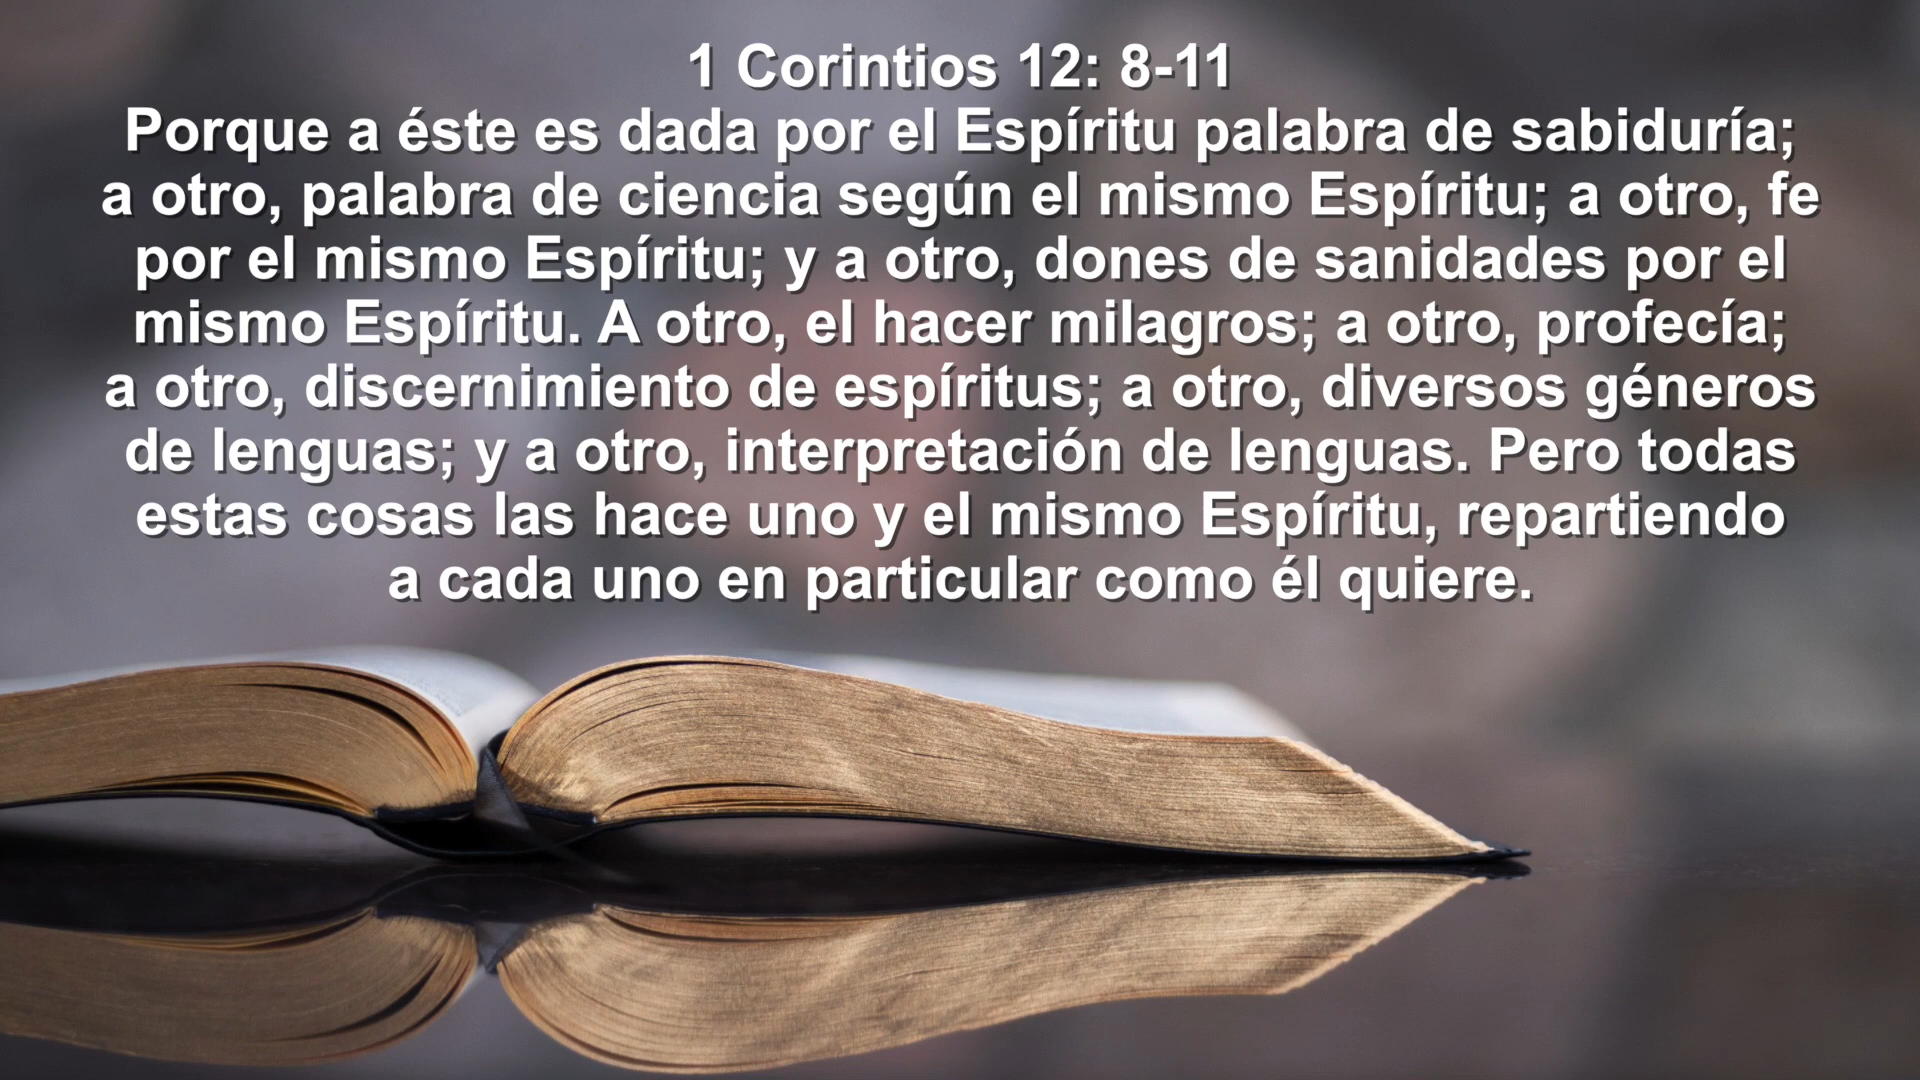 1 Corintios 12: 8-11
Porque a éste es dada por el Espíritu palabra de sabiduría;
a otro, palabra de ciencia según el mismo Espíritu; a otro, fe
por el mismo Espíritu; y a otro, dones de sanidades por el
mismo Espíritu. A otro, el hacer milagros; a otro, profecía;
a otro, discernimiento de espíritus; a otro, diversos géneros
de lenguas; y a otro, interpretación de lenguas. Pero todas
estas cosas las hace uno y el mismo Espíritu, repartiendo
a cada uno en particular como él quiere.